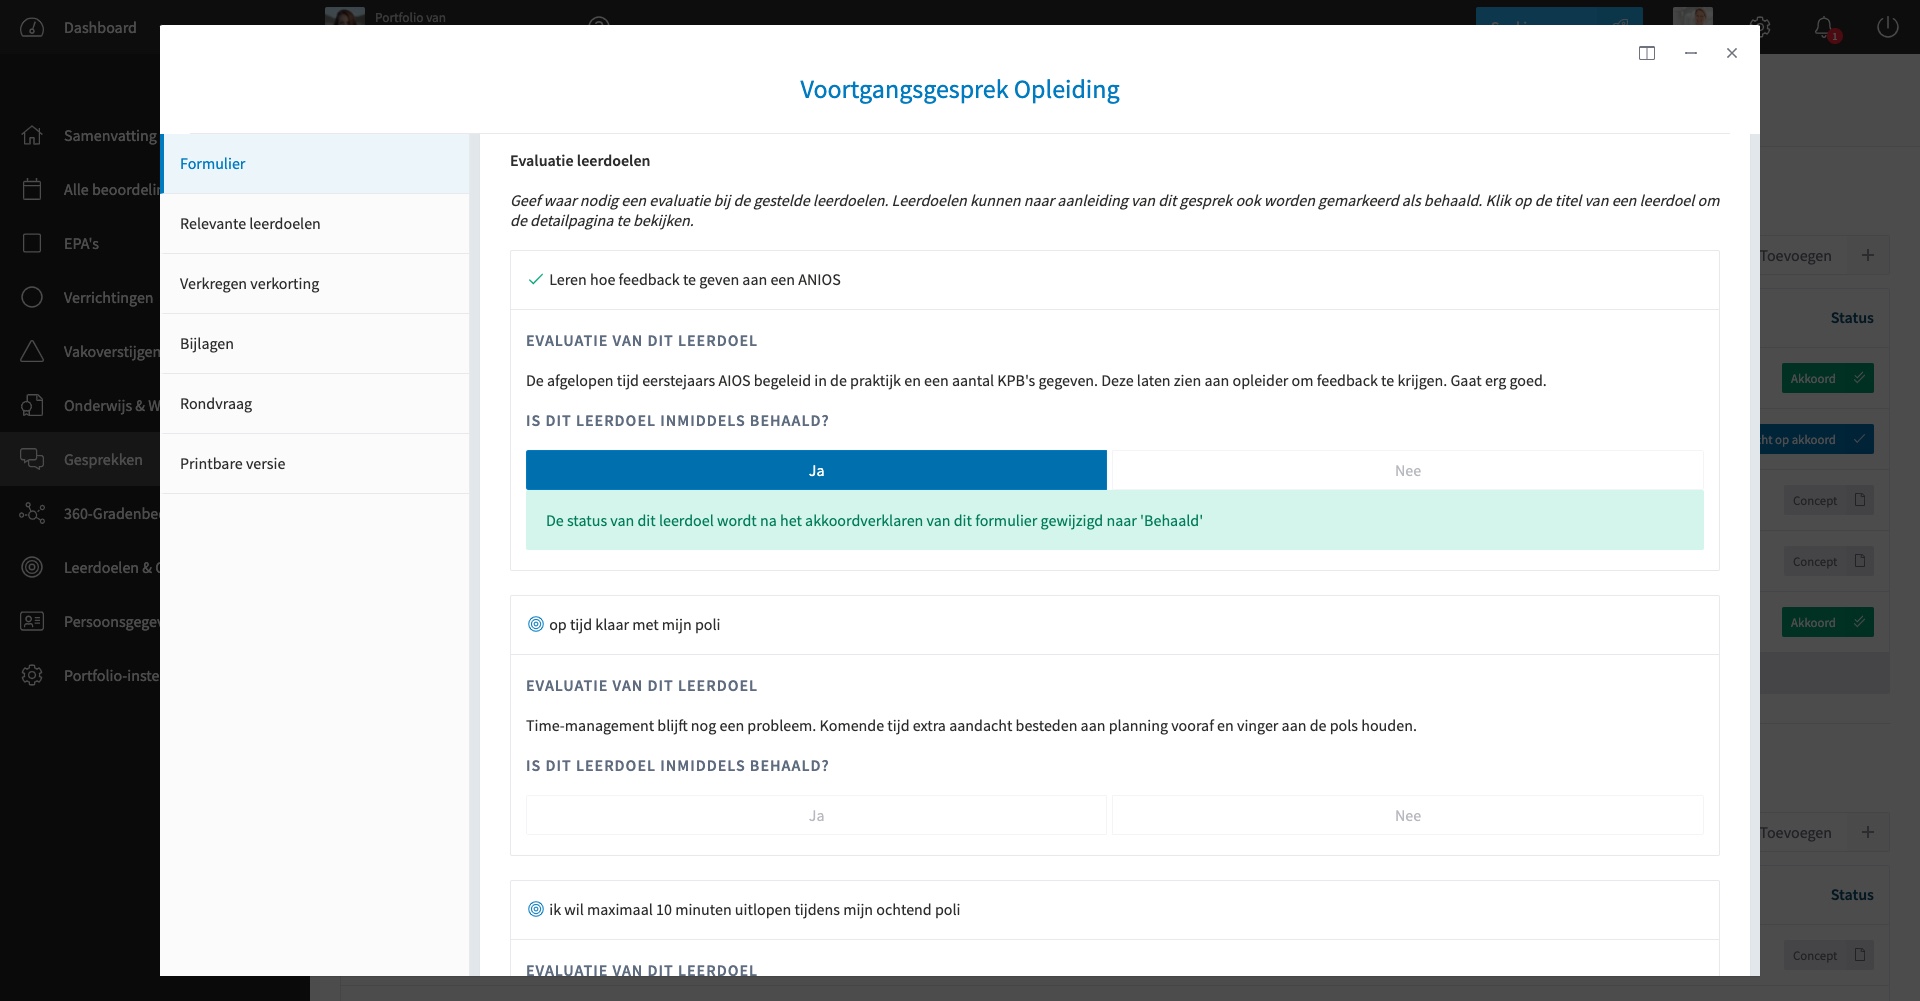 Dashboard
Portfolio van
1
Samenvatting
Alle beoordelin
EPA's
Verrichtingen
Vakoverstijgen
Onderwijs & W
Gesprekken
360-Gradenbe
Leerdoelen &
Persoonsgegev
Portfolio-inste
Voortgangsgesprek Opleiding
Formulier
Relevante leerdoelen
Verkregen verkorting
Bijlagen
Rondvraag
Printbare versie
Evaluatie leerdoelen
Geef waar nodig een evaluatie bij de gestelde leerdoelen. Leerdoelen kunnen naar aanleiding van dit gesprek ook worden gemarkeerd als behaald. Klik op de titel van een leerdoel om
de detailpagina te bekijken.
Leren hoe feedback te geven aan een ANIOS
EVALUATIE VAN DIT LEERDOEL
De afgelopen tijd eerstejaars AIOS begeleid in de praktijk en een aantal KPB's gegeven. Deze laten zien aan opleider om feedback te krijgen. Gaat erg goed.
IS DIT LEERDOEL INMIDDELS BEHAALD?
Ja Nee
De status van dit leerdoel wordt na het akkoordverklaren van dit formulier gewijzigd naar 'Behaald'
op tijd klaar met mijn poli
EVALUATIE VAN DIT LEERDOEL
Time-management blijft nog een probleem. Komende tijd extra aandacht besteden aan planning vooraf en vinger aan de pols houden.
IS DIT LEERDOEL INMIDDELS BEHAALD?
Ja Nee
ik wil maximaal 10 minuten uitlopen tijdens mijn ochtend poli
EVALUATIE VAN DIT LEERDOEL
Toevoegen
Status
Akkoord
ht op akkoord
Concept
Concept
Akkoord
Toevoegen
Status
Concept